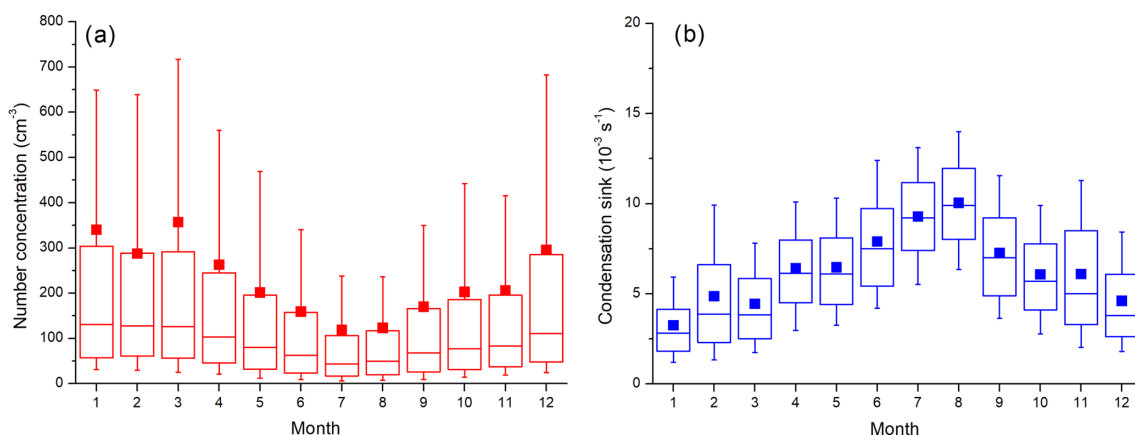 (a)
Number concentration (cm-3)
800
700
600
500
400
300
200
100
0
1 2 3 4 5 6 7 8 9 10 11 12
Month
(b)
Condensation sink (10-3 s-1)
20
15
10
5
0
1 2 3 4 5 6 7 8 9 10 11 12
Month